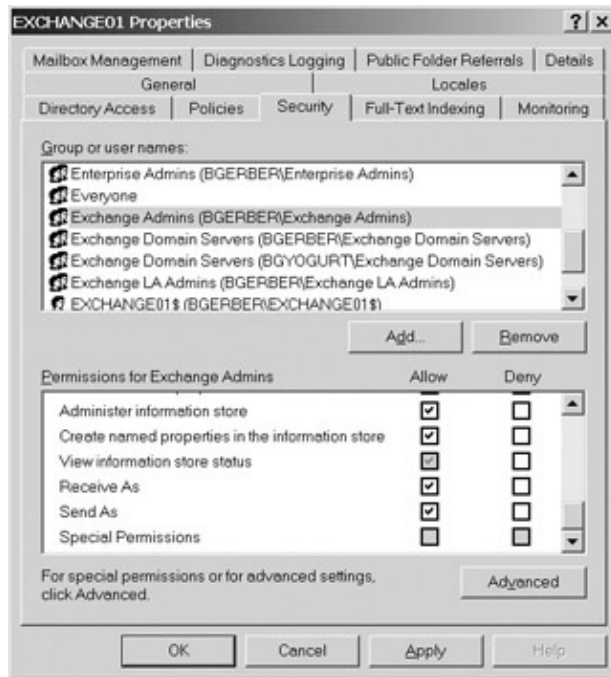 EXCHANGE01 Properties ? ×
Mailbox Management Diagnostics Logging Public Folder Referrals Details
General Locales
Directory Access Policies Security Full-Text Indexing Monitoring
Group or user names:
Enterprise Admins (BGERBER\Enterprise Admins)
Everyone
Exchange Admins (BGERBER\Exchange Admins)
Exchange Domain Servers (BGERBER\Exchange Domain Servers)
Exchange Domain Servers (BGYOGURT\Exchange Domain Servers)
Exchange LA Admins (BGERBER\Exchange LA Admins)
EXCHANGE01$ (BGERBER\EXCHANGE01$)
Add... Remove
Permissions for Exchange Admins Allow Deny
Administer information store
Create named properties in the information store
View information store status
Receive As
Send As
Special Permissions
For special permissions or for advanced settings,
click Advanced.
Advanced
OK Cancel Apply Help